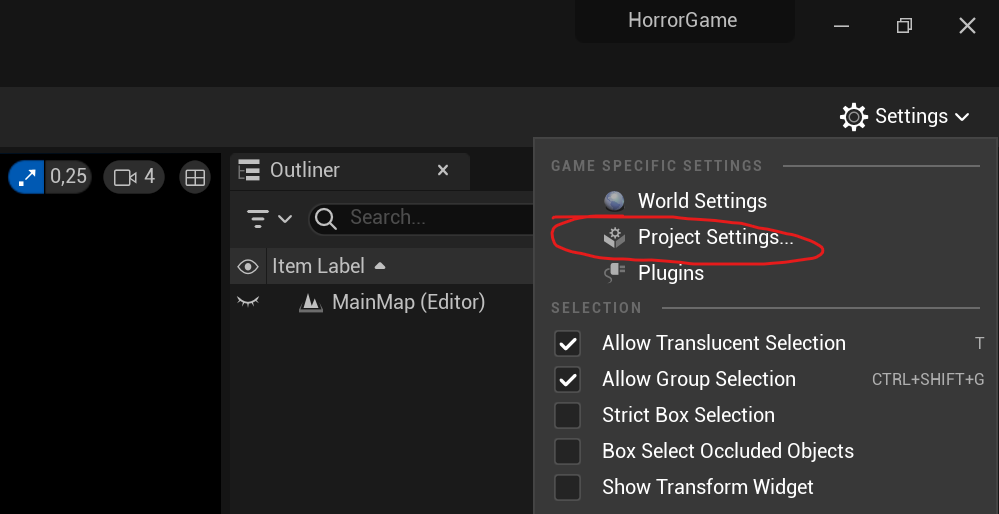 HorrorGame
Settings
0,25
4
Outliner
Search...
Item Label
MainMap (Editor)
GAME SPECIFIC SETTINGS
World Settings
Project Settings...
Plugins
SELECTION
Allow Translucent Selection T
Allow Group Selection CTRL+SHIFT+G
Strict Box Selection
Box Select Occluded Objects
Show Transform Widget